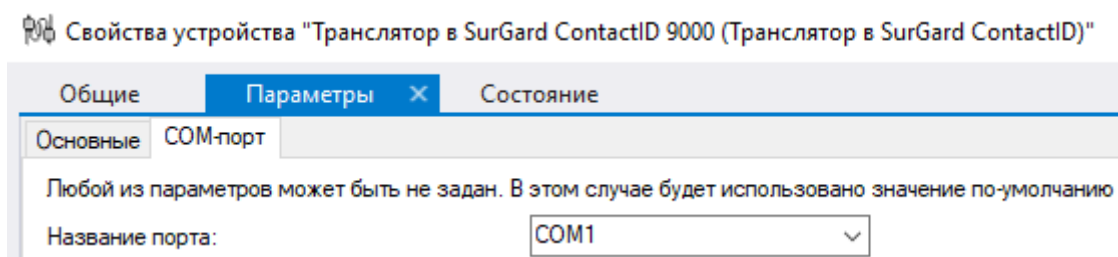 Свойства устройства "Транслятор в SurGard ContactID 9000 (Транслятор в SurGard ContactID)"
Общие Параметры × Состояние
Основные COM-порт
Любой из параметров может быть не задан. В этом случае будет использовано значение по-умолчанию
Название порта: COM1